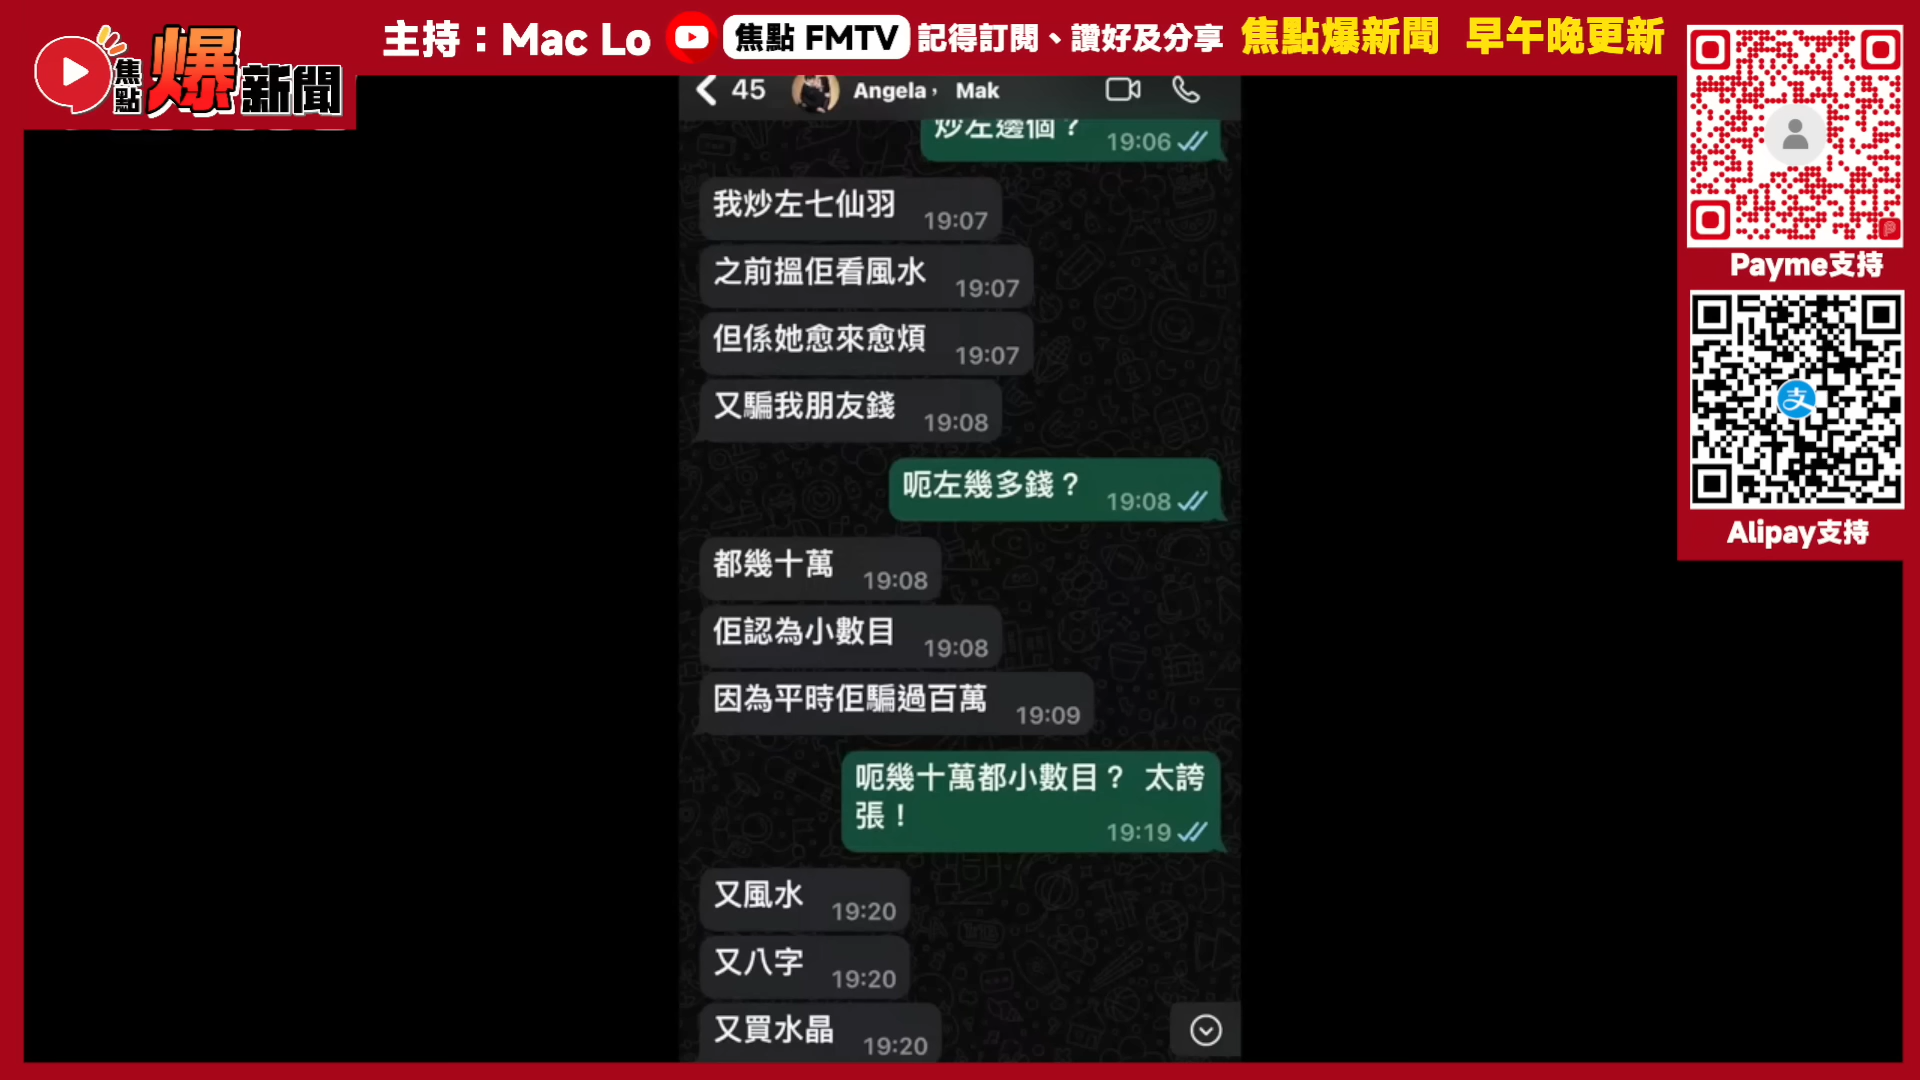 焦點
爆新聞
主持：Mac Lo
焦點 FMTV
記得訂閱、讚好及分享
焦點爆新聞 早午晚更新
Payme支持
支
Alipay支持
45
Angela， Mak
炒左邊個？
19:06
我炒左七仙羽
19:07
之前搵佢看風水
19:07
但係她愈來愈煩
19:07
又騙我朋友錢
19:08
呃左幾多錢？
19:08
都幾十萬
19:08
佢認為小數目
19:08
因為平時佢騙過百萬
19:09
呃幾十萬都小數目？ 太誇
張！
19:19
又風水
19:20
又八字
19:20
又買水晶
19:20